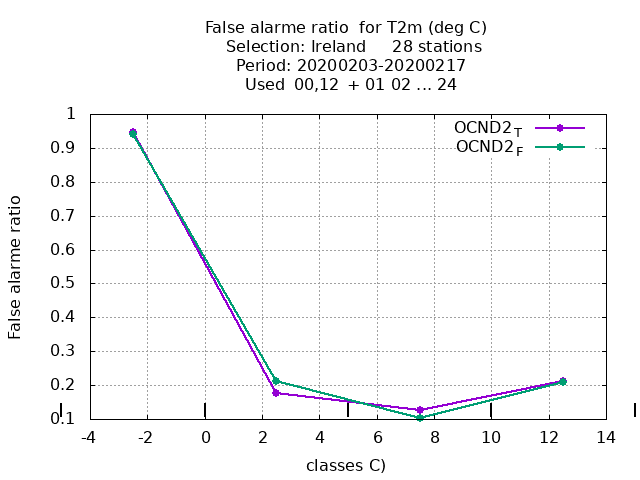 False alarme ratio  for T2m (deg C)
Selection: Ireland     28 stations
Period: 20200203-20200217
Used  00,12  + 01 02 ... 24
1
0.9
0.8
0.7
0.6
0.5
0.4
0.3
0.2
0.1
False alarme ratio
OCND2T
OCND2F
-4 -2 0 2 4 6 8 10 12 14
classes C)